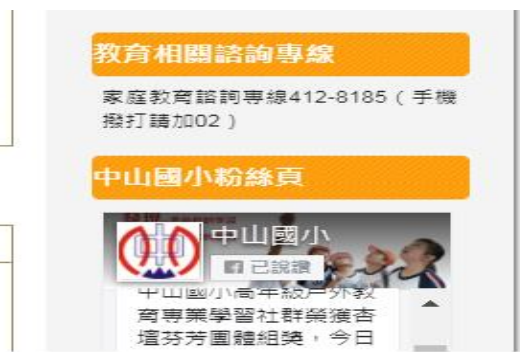 教育相關諮詢專線
家庭教育諮詢專線412-8185（手機
撥打請加02）
中山國小粉絲頁
中山國小
已說讚
中山國小高年級戶外教
育專業學習社群榮獲杏
壇芬芳團體組獎，今日